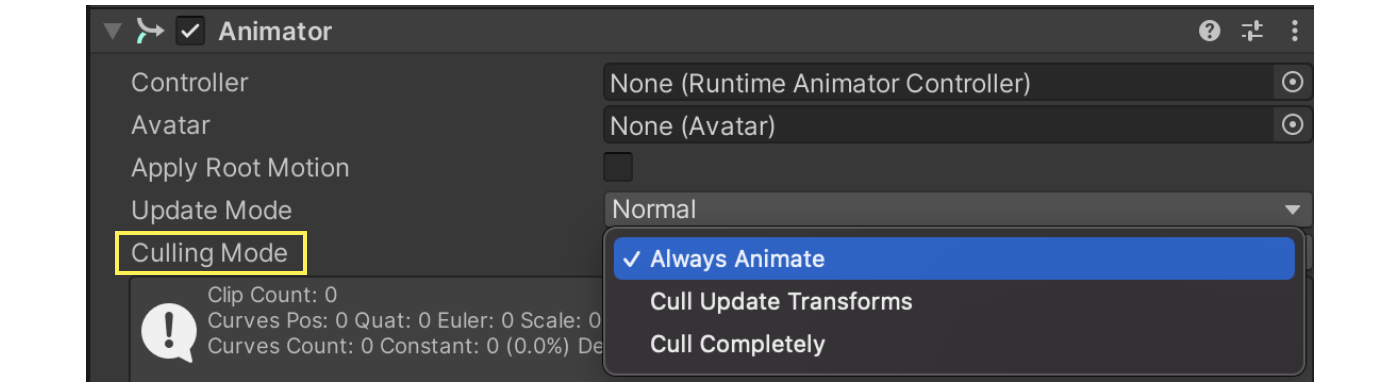 Animator
Controller None (Runtime Animator Controller)
Avatar None (Avatar)
Apply Root Motion
Update Mode Normal
Culling Mode ✓ Always Animate
Cull Update Transforms
Cull Completely
Clip Count: 0
Curves Pos: 0 Quat: 0 Euler: 0 Scale: 0
Curves Count: 0 Constant: 0 (0.0%) De